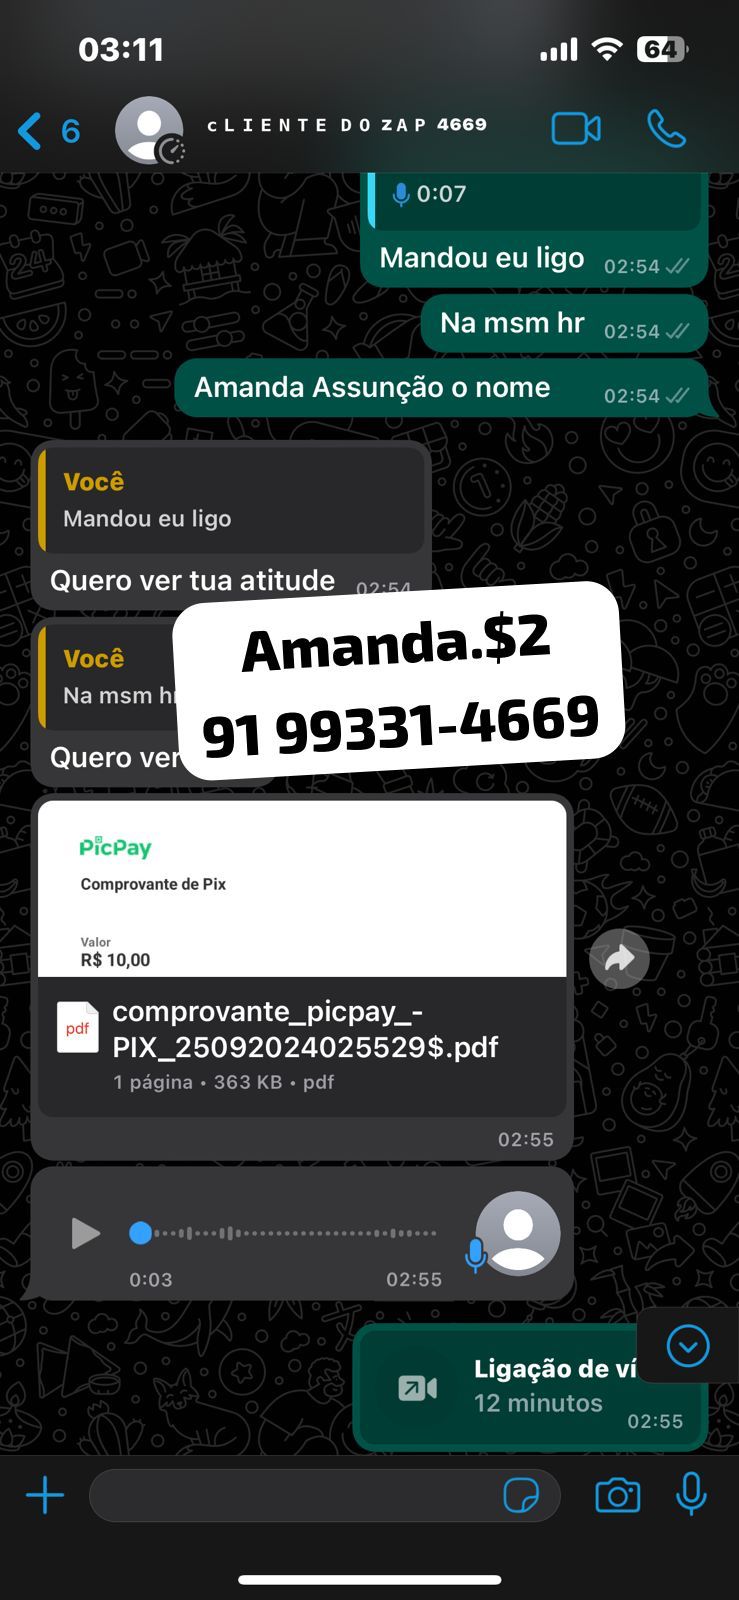 03:11
64
6
cLIENTE DO zAP 4669
0:07
Mandou eu ligo
02:54
Na msm hr
02:54
Amanda Assunção o nome
02:54
24
Você
Mandou eu ligo
Quero ver tua atitude
02:54
Você
Na msm hr
Quero ver
Amanda.$2
91 99331-4669
PicPay
Comprovante de Pix
Valor
R$ 10,00
pdf
comprovante_picpay_-
PIX_25092024025529$.pdf
1 página • 363 KB • pdf
02:55
0:03
02:55
Ligação de ví
12 minutos
02:55